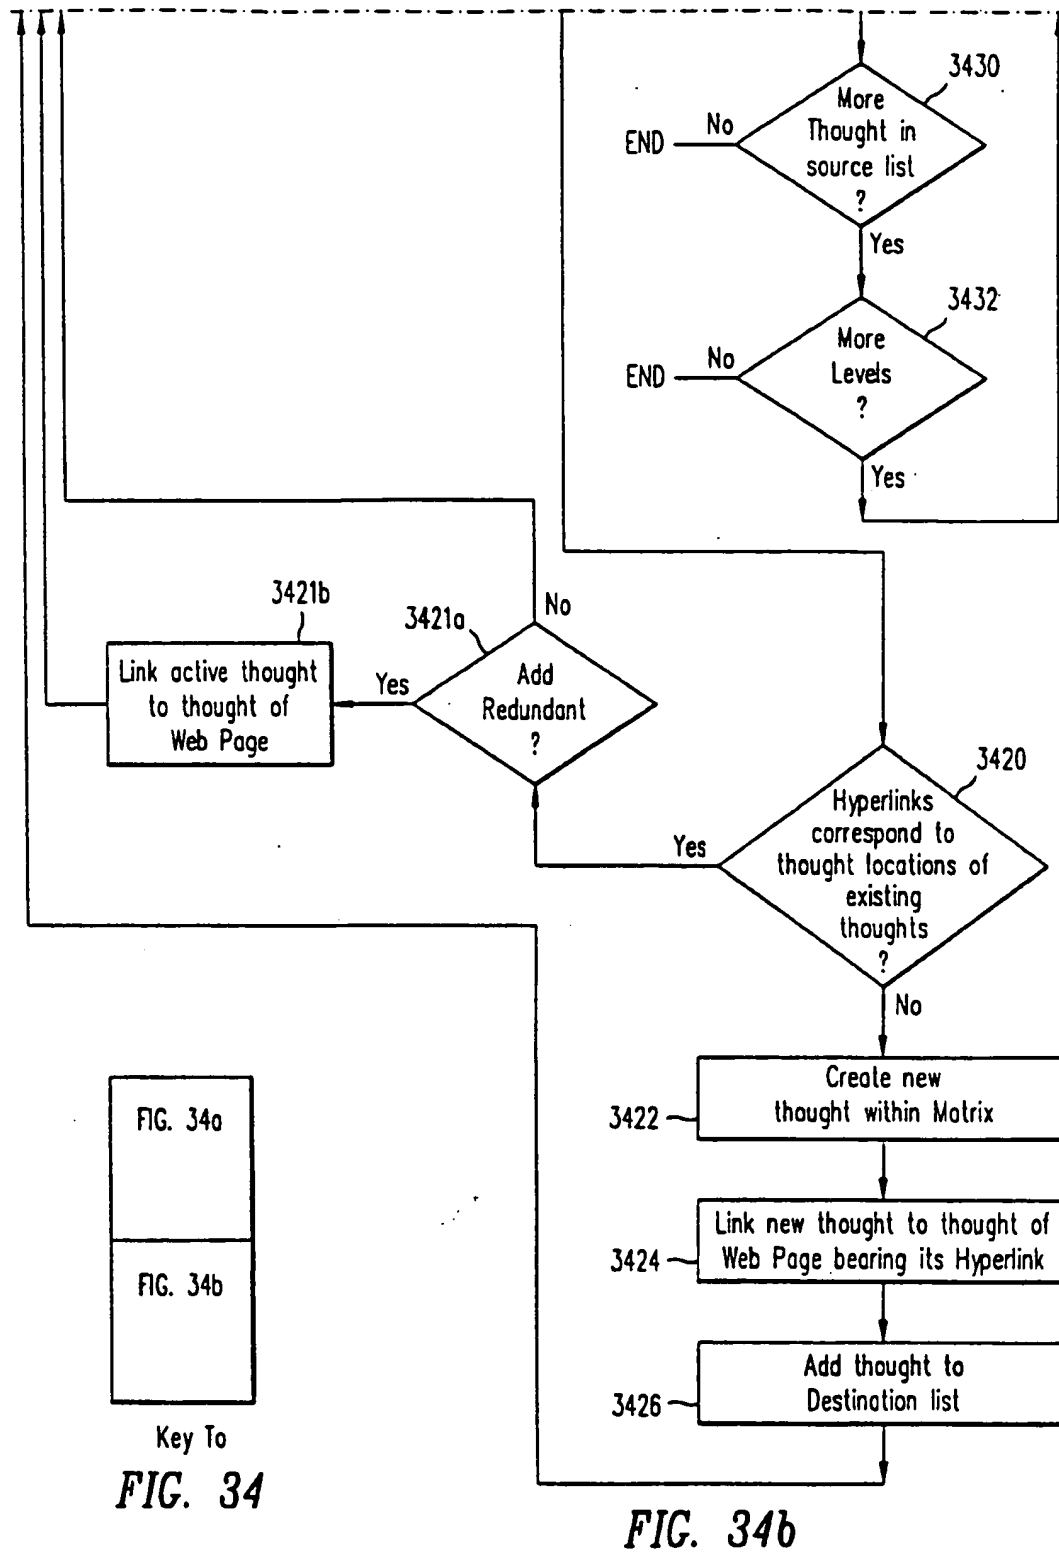 3430
More
Thought in
source list
?
No
END
Yes
3432
More
Levels
?
No
END
Yes
3421b
Link active thought
to thought of
Web Page
3421a
No
Yes
Add
Redundant
?
3420
Hyperlinks
correspond to
thought locations of
existing
thoughts
?
Yes
No
Create new
thought within Matrix
3422
Link new thought to thought of
Web Page bearing its Hyperlink
3424
Add thought to
Destination list
3426
FIG. 34a
FIG. 34b
Key To
FIG. 34
FIG. 34b